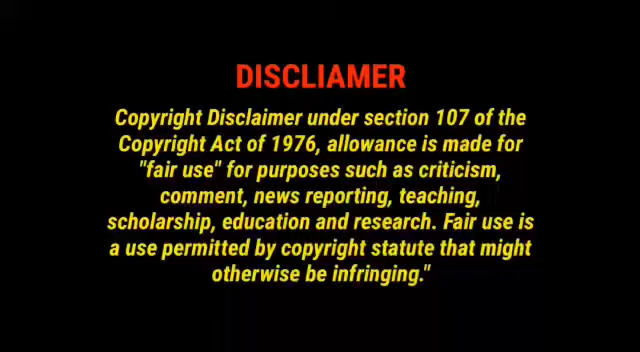 DISCLIAMER
Copyright Disclaimer under section 107 of the
Copyright Act of 1976, allowance is made for
"fair use" for purposes such as criticism,
comment, news reporting, teaching,
scholarship, education and research. Fair use is
a use permitted by copyright statute that might
otherwise be infringing."